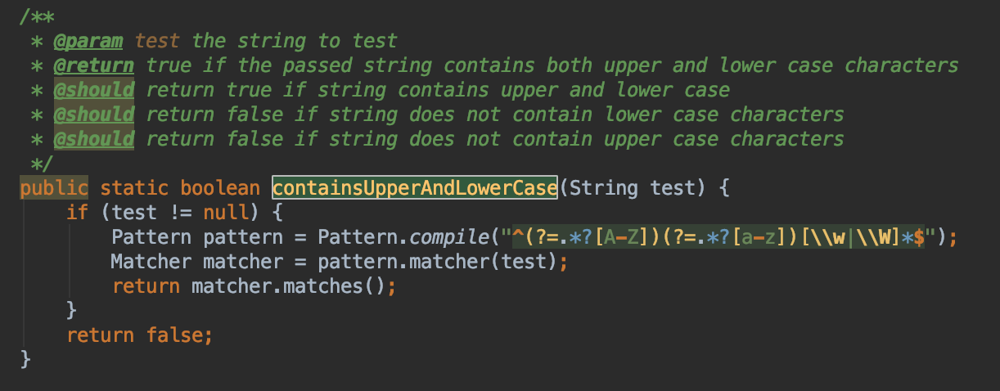 /**
 * @param test the string to test
 * @return true if the passed string contains both upper and lower case characters
 * @should return true if string contains upper and lower case
 * @should return false if string does not contain lower case characters
 * @should return false if string does not contain upper case characters
 */
public static boolean containsUpperAndLowerCase(String test) {
    if (test != null) {
        Pattern pattern = Pattern.compile("^(?=.*?[A-Z])(?=.*?[a-z])[\\w|\\W]*$");
        Matcher matcher = pattern.matcher(test);
        return matcher.matches();
    }
    return false;
}